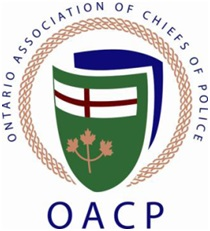 ONTARIO ASSOCIATION OF CHIEFS OF POLICE
OACP